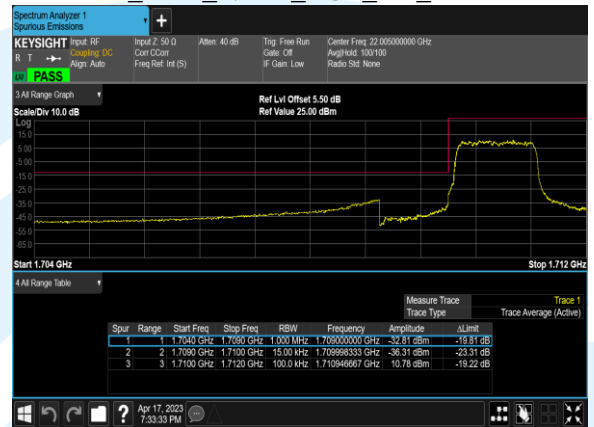 Spectrum Analyzer 1
Spurious Emissions
KEYSIGHT
R T
LV PASS
Input: RF
Coupling: DC
Align: Auto
Input Z: 50 Ω
Corr CCorr
Freq Ref: Int (S)
Atten: 40 dB
Trig: Free Run
Gate: Off
IF Gain: Low
Center Freq: 22.005000000 GHz
Avg|Hold: 100/100
Radio Std: None
3 All Range Graph
Scale/Div 10.0 dB
Ref Lvl Offset 5.50 dB
Ref Value 25.00 dBm
Log
15.0
5.00
-5.00
-15.0
-25.0
-35.0
-45.0
-55.0
-65.0
Start 1.704 GHz
Stop 1.712 GHz
4 All Range Table
Measure Trace Trace 1
Trace Type Trace Average (Active)
Spur Range Start Freq Stop Freq RBW Frequency Amplitude ΔLimit
1 1 1.7040 GHz 1.7090 GHz 1.000 MHz 1.709000000 GHz -32.81 dBm -19.81 dB
2 2 1.7090 GHz 1.7100 GHz 15.00 kHz 1.709998333 GHz -36.31 dBm -23.31 dB
3 3 1.7100 GHz 1.7120 GHz 100.0 kHz 1.710946667 GHz 10.78 dBm -19.22 dB
?
Apr 17, 2023
7:33:33 PM